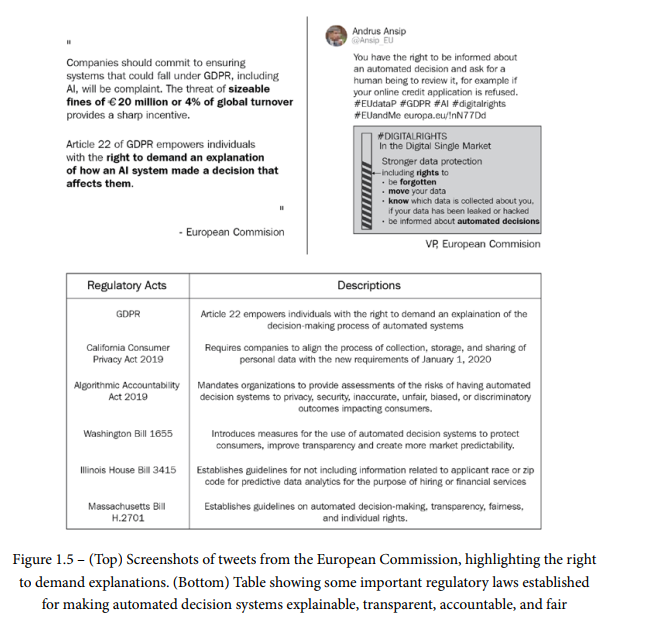 "
Companies should commit to ensuring
systems that could fall under GDPR, including
AI, will be complaint. The threat of sizeable
fines of €20 million or 4% of global turnover
provides a sharp incentive.
Article 22 of GDPR empowers individuals
with the right to demand an explanation
of how an AI system made a decision that
affects them.
"
- European Commision
Andrus Ansip
@Ansip_EU
You have the right to be informed about
an automated decision and ask for a
human being to review it, for example if
your online credit application is refused.
#EUdataP #GDPR #AI #digitalrights
#EUandMe europa.eu/!nN77Dd
#DIGITALRIGHTS
In the Digital Single Market
Stronger data protection
including rights to
· be forgotten
· move your data
· know which data is collected about you,
if your data has been leaked or hacked
· be informed about automated decisions
VP, European Commision
Regulatory Acts
Descriptions
GDPR
Article 22 empowers individuals with the right to demand an explaination of the
decision-making process of automated systems
California Consumer
Privacy Act 2019
Requires companies to align the process of collection, storage, and sharing of
personal data with the new requirements of January 1, 2020
Algorithmic Accountability
Act 2019
Mandates organizations to provide assessments of the risks of having automated
decision systems to privacy, security, inaccurate, unfair, biased, or discriminatory
outcomes impacting consumers.
Washington Bill 1655
Introduces measures for the use of automated decision systems to protect
consumers, improve transparency and create more market predictability.
Illinois House Bill 3415
Establishes guidelines for not including information related to applicant race or zip
code for predictive data analytics for the purpose of hiring or financial services
Massachusetts Bill
H.2701
Establishes guidelines on automated decision-making, transparency, fairness,
and individual rights.
Figure 1.5 – (Top) Screenshots of tweets from the European Commission, highlighting the right
to demand explanations. (Bottom) Table showing some important regulatory laws established
for making automated decision systems explainable, transparent, accountable, and fair